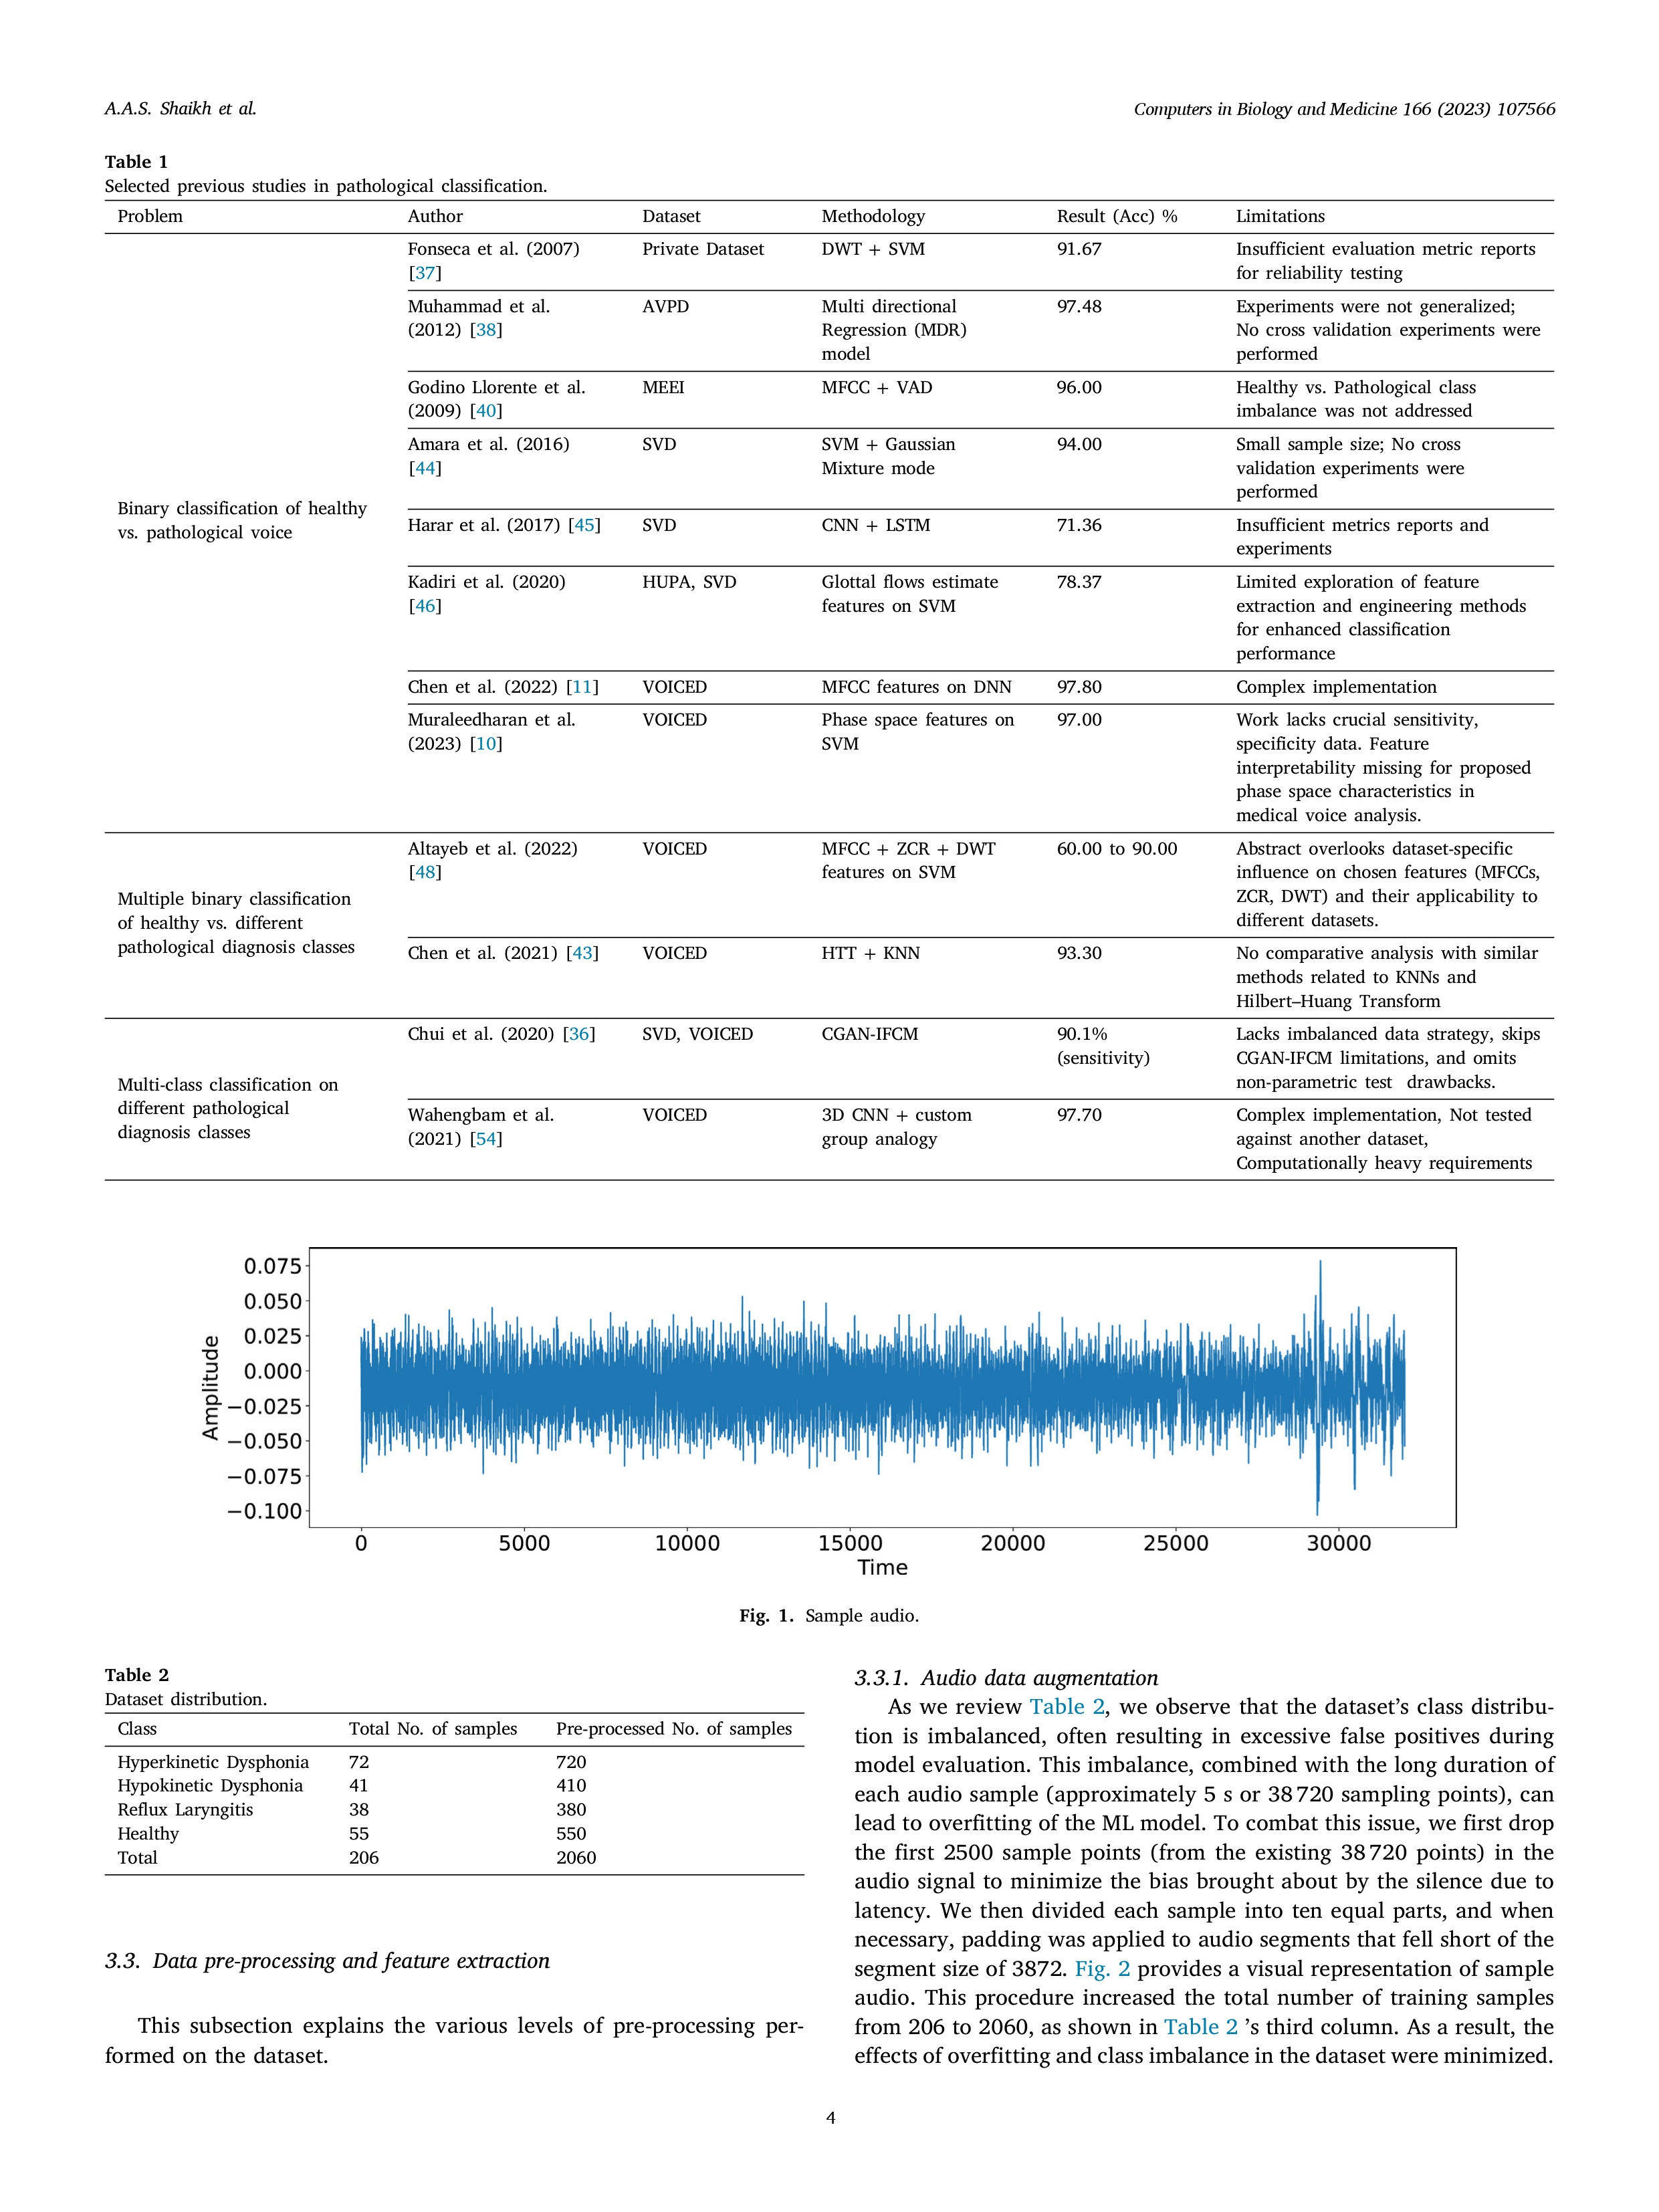 A.A.S. Shaikh et al.
Computers in Biology and Medicine 166 (2023) 107566
Table 1
Selected previous studies in pathological classification.
Problem Author Dataset Methodology Result (Acc) % Limitations
Binary classification of healthy
vs. pathological voice
Fonseca et al. (2007) Private Dataset DWT + SVM 91.67 Insufficient evaluation metric reports
[37] for reliability testing
Muhammad et al. AVPD Multi directional 97.48 Experiments were not generalized;
(2012) [38] Regression (MDR) No cross validation experiments were
model performed
Godino Llorente et al. MEEI MFCC + VAD 96.00 Healthy vs. Pathological class
(2009) [40] imbalance was not addressed
Amara et al. (2016) SVD SVM + Gaussian 94.00 Small sample size; No cross
[44] Mixture mode validation experiments were
performed
Harar et al. (2017) [45] SVD CNN + LSTM 71.36 Insufficient metrics reports and
experiments
Kadiri et al. (2020) HUPA, SVD Glottal flows estimate 78.37 Limited exploration of feature
[46] features on SVM extraction and engineering methods
for enhanced classification
performance
Chen et al. (2022) [11] VOICED MFCC features on DNN 97.80 Complex implementation
Muraleedharan et al. VOICED Phase space features on 97.00 Work lacks crucial sensitivity,
(2023) [10] SVM specificity data. Feature
interpretability missing for proposed
phase space characteristics in
medical voice analysis.
Multiple binary classification
of healthy vs. different
pathological diagnosis classes
Altayeb et al. (2022) VOICED MFCC + ZCR + DWT 60.00 to 90.00 Abstract overlooks dataset-specific
[48] features on SVM influence on chosen features (MFCCs,
ZCR, DWT) and their applicability to
different datasets.
Chen et al. (2021) [43] VOICED HTT + KNN 93.30 No comparative analysis with similar
methods related to KNNs and
Hilbert–Huang Transform
Multi-class classification on
different pathological
diagnosis classes
Chui et al. (2020) [36] SVD, VOICED CGAN-IFCM 90.1% Lacks imbalanced data strategy, skips
(sensitivity) CGAN-IFCM limitations, and omits
non-parametric test drawbacks.
Wahengbam et al. VOICED 3D CNN + custom 97.70 Complex implementation, Not tested
(2021) [54] group analogy against another dataset,
Computationally heavy requirements
Amplitude
0.075
0.050
0.025
0.000
−0.025
−0.050
−0.075
−0.100
0 5000 10000 15000 20000 25000 30000
Time
Fig. 1. Sample audio.
Table 2
Dataset distribution.
Class Total No. of samples Pre-processed No. of samples
Hyperkinetic Dysphonia 72 720
Hypokinetic Dysphonia 41 410
Reflux Laryngitis 38 380
Healthy 55 550
Total 206 2060
3.3. Data pre-processing and feature extraction
This subsection explains the various levels of pre-processing per-
formed on the dataset.
3.3.1. Audio data augmentation
As we review Table 2, we observe that the dataset's class distribu-
tion is imbalanced, often resulting in excessive false positives during
model evaluation. This imbalance, combined with the long duration of
each audio sample (approximately 5 s or 38 720 sampling points), can
lead to overfitting of the ML model. To combat this issue, we first drop
the first 2500 sample points (from the existing 38 720 points) in the
audio signal to minimize the bias brought about by the silence due to
latency. We then divided each sample into ten equal parts, and when
necessary, padding was applied to audio segments that fell short of the
segment size of 3872. Fig. 2 provides a visual representation of sample
audio. This procedure increased the total number of training samples
from 206 to 2060, as shown in Table 2 's third column. As a result, the
effects of overfitting and class imbalance in the dataset were minimized.
4